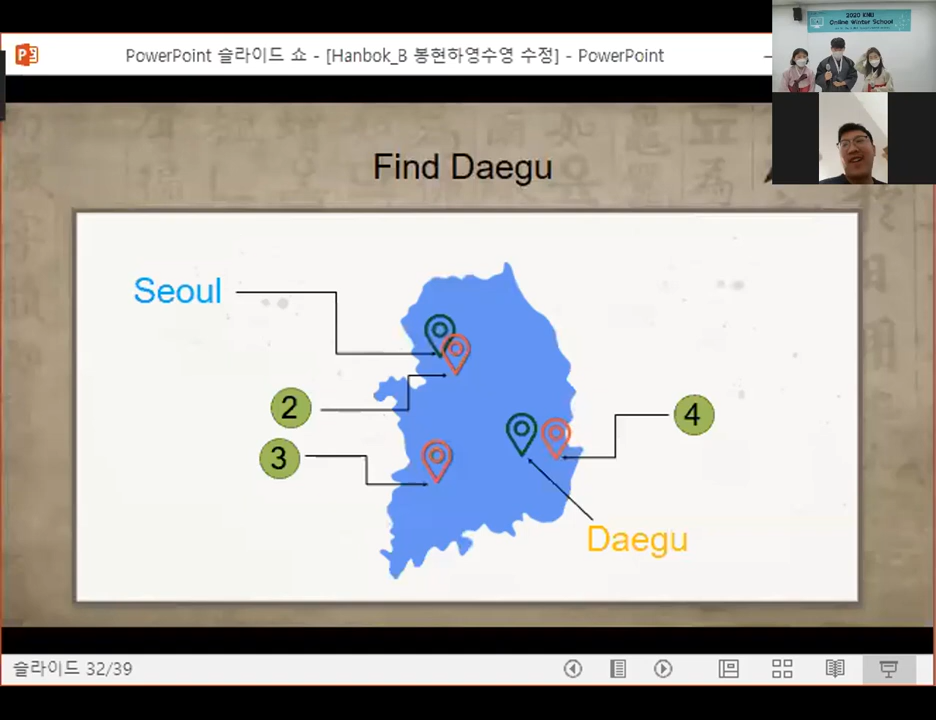 PowerPoint 슬라이드 쇼 - [Hanbok_B 봉현하영수영 수정] - PowerPoint
2020 KNU
Online Winter School
Find Daegu
Seoul
2
3
4
Daegu
슬라이드 32/39